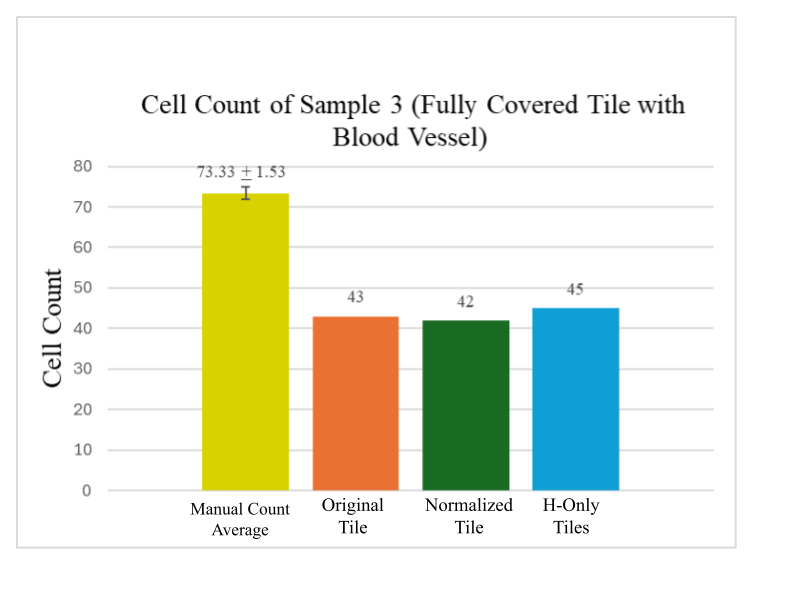 Cell Count of Sample 3 (Fully Covered Tile with
Blood Vessel)
80
70
60
50
40
30
20
10
0
Cell Count
73.33 ± 1.53
43
42
45
Manual Count
Average
Original
Tile
Normalized
Tile
H-Only
Tiles